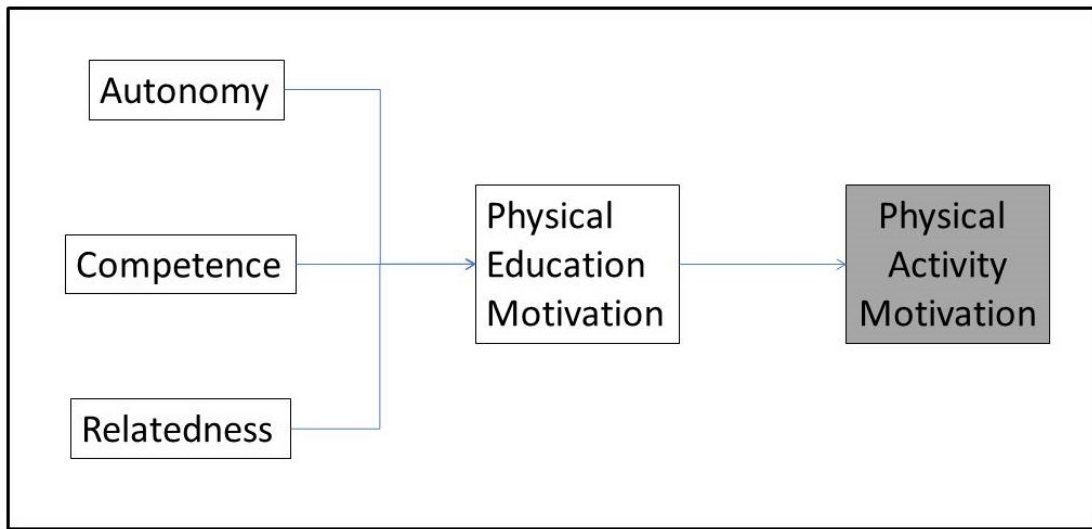 Autonomy
Competence
Relatedness
Physical
Education
Motivation
Physical
Activity
Motivation